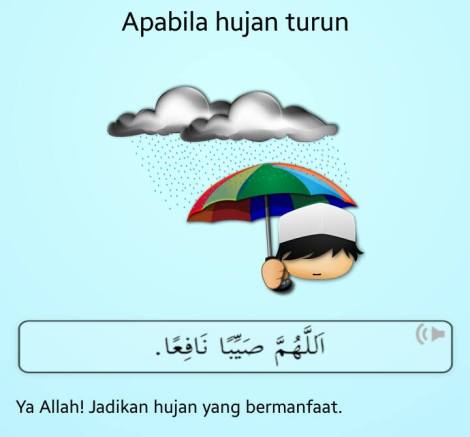 Apabila hujan turun
اَللَّهُمَّ صَيِّبًا نَافِعًا.
Ya Allah! Jadikan hujan yang bermanfaat.